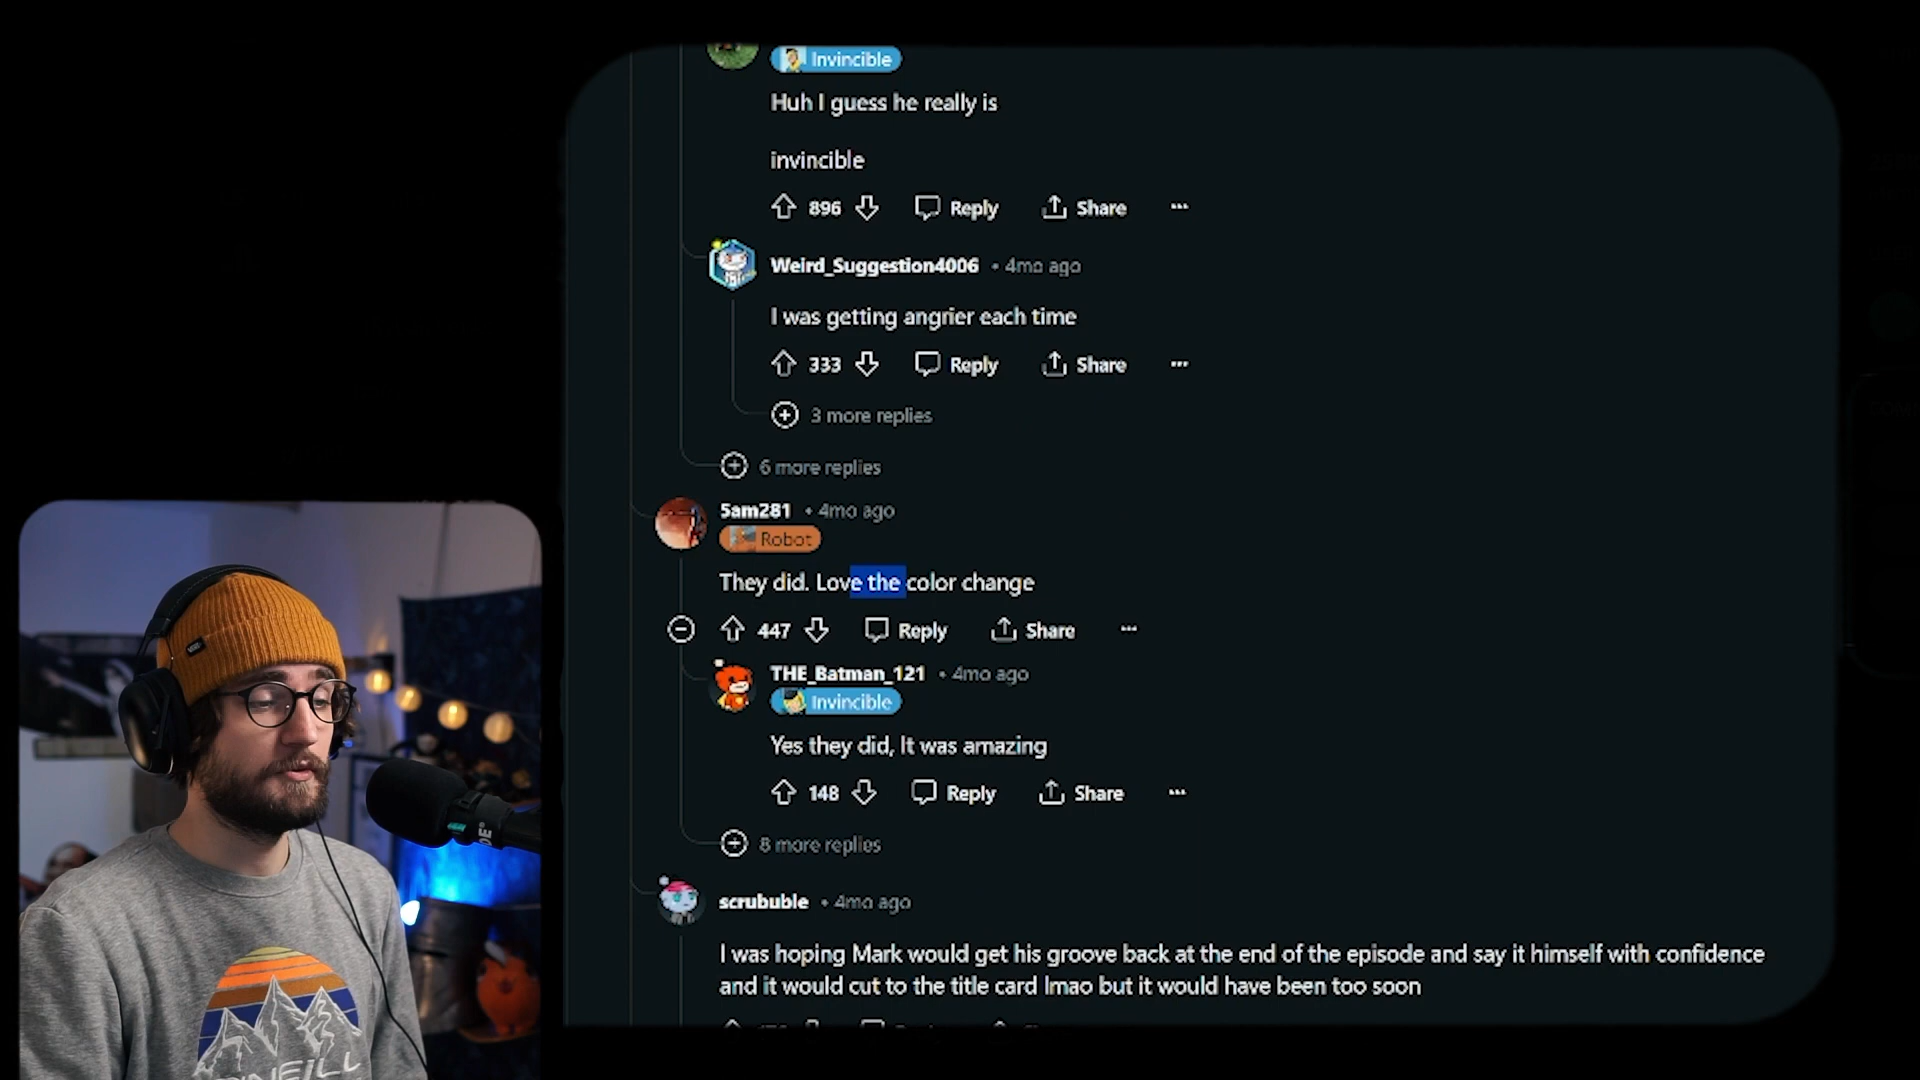 Invincible
Huh I guess he really is
invincible
896 Reply Share
Weird_Suggestion4006 • 4mo ago
I was getting angrier each time
333 Reply Share
3 more replies
6 more replies
5am281 • 4mo ago
Robot
They did. Love the color change
447 Reply Share
THE_Batman_121 • 4mo ago
Invincible
Yes they did, It was amazing
148 Reply Share
8 more replies
scrububle • 4mo ago
I was hoping Mark would get his groove back at the end of the episode and say it himself with confidence
and it would cut to the title card lmao but it would have been too soon